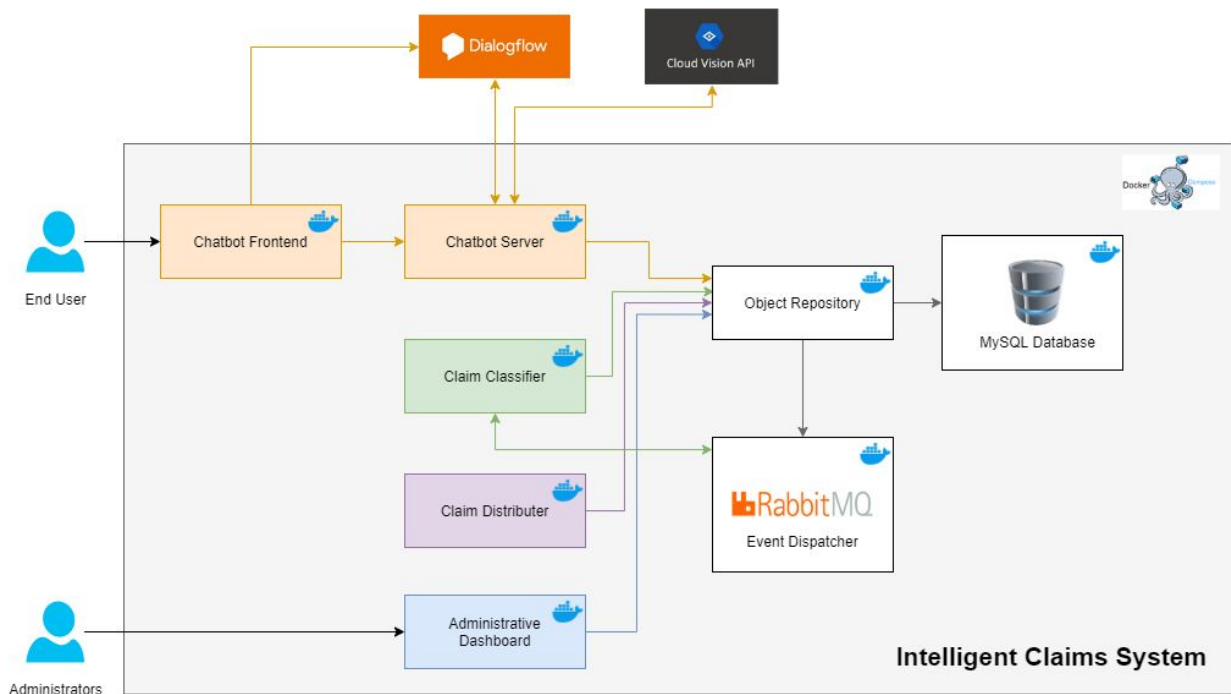 Dialogflow
Cloud Vision API
Docker
Compose
Chatbot Frontend
Chatbot Server
End User
Object Repository
MySQL Database
Claim Classifier
RabbitMQ
Event Dispatcher
Claim Distributer
Administrative
Dashboard
Administrators
Intelligent Claims System